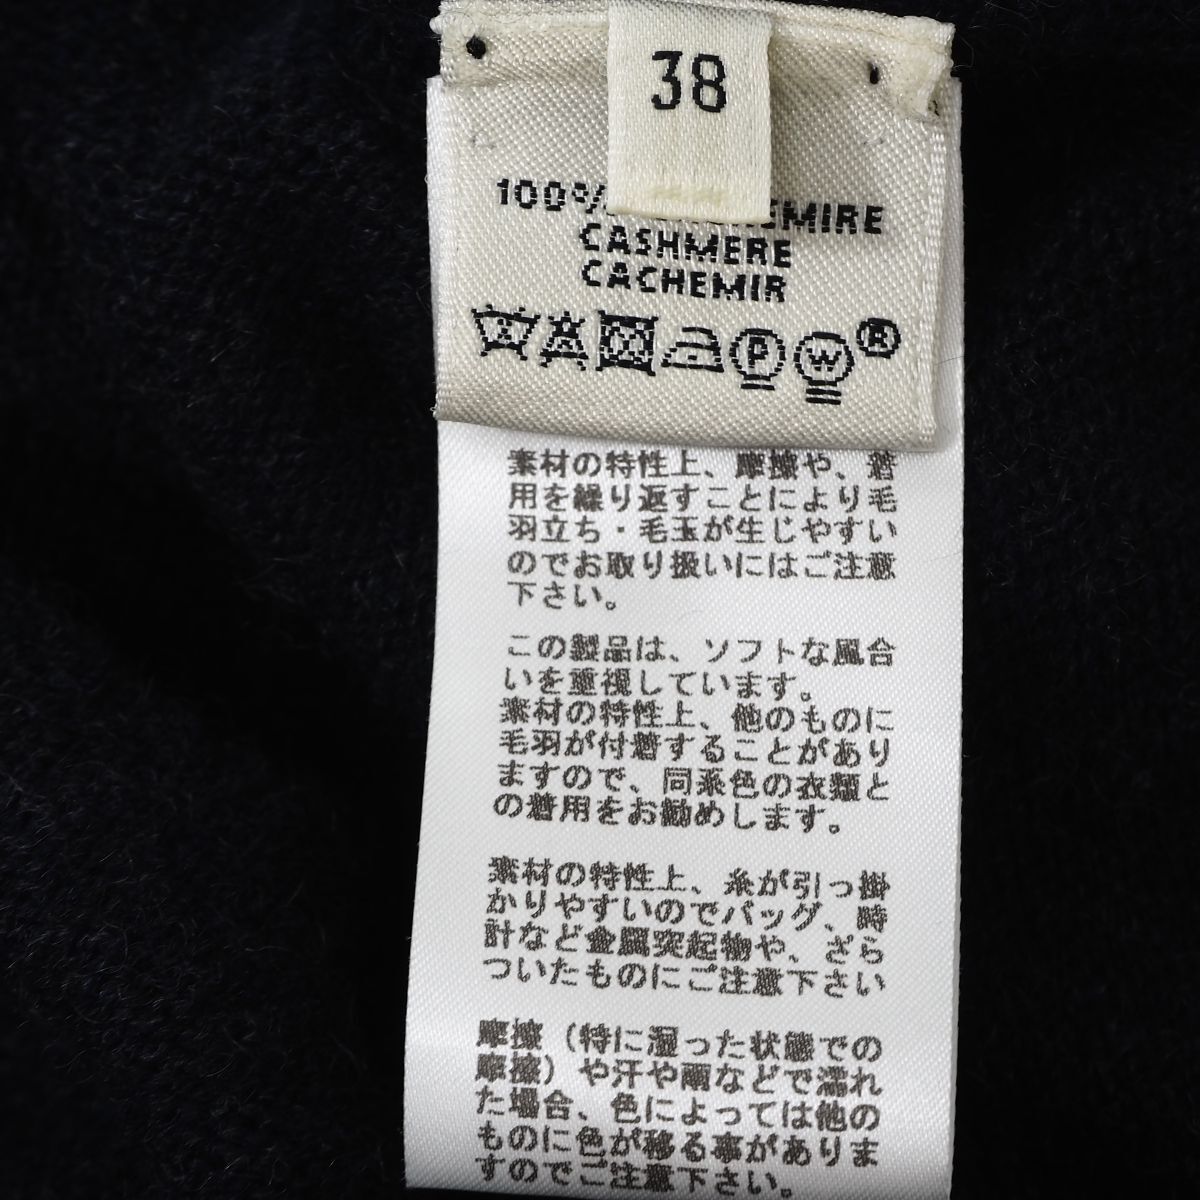 38
100%
CASHMERE
CACHEMIR
P W ®
素材の特性上、摩擦や、着
用を繰り返すことにより毛
羽立ち・毛玉が生じやすい
のでお取り扱いにはご注意
下さい。
この製品は、ソフトな風合
いを重視しています。
素材の特性上、他のものに
毛羽が付着することがあり
ますので、同系色の衣類と
の着用をお勧めします。
素材の特性上、糸が引っ掛
かりやすいのでバッグ、時
計など金属突起物や、ざら
ついたものにご注意下さい
摩擦（特に湿った状態での
摩擦）や汗や雨などで濡れ
た場合、色によっては他の
ものに色が移る事がありま
すのでご注意下さい。